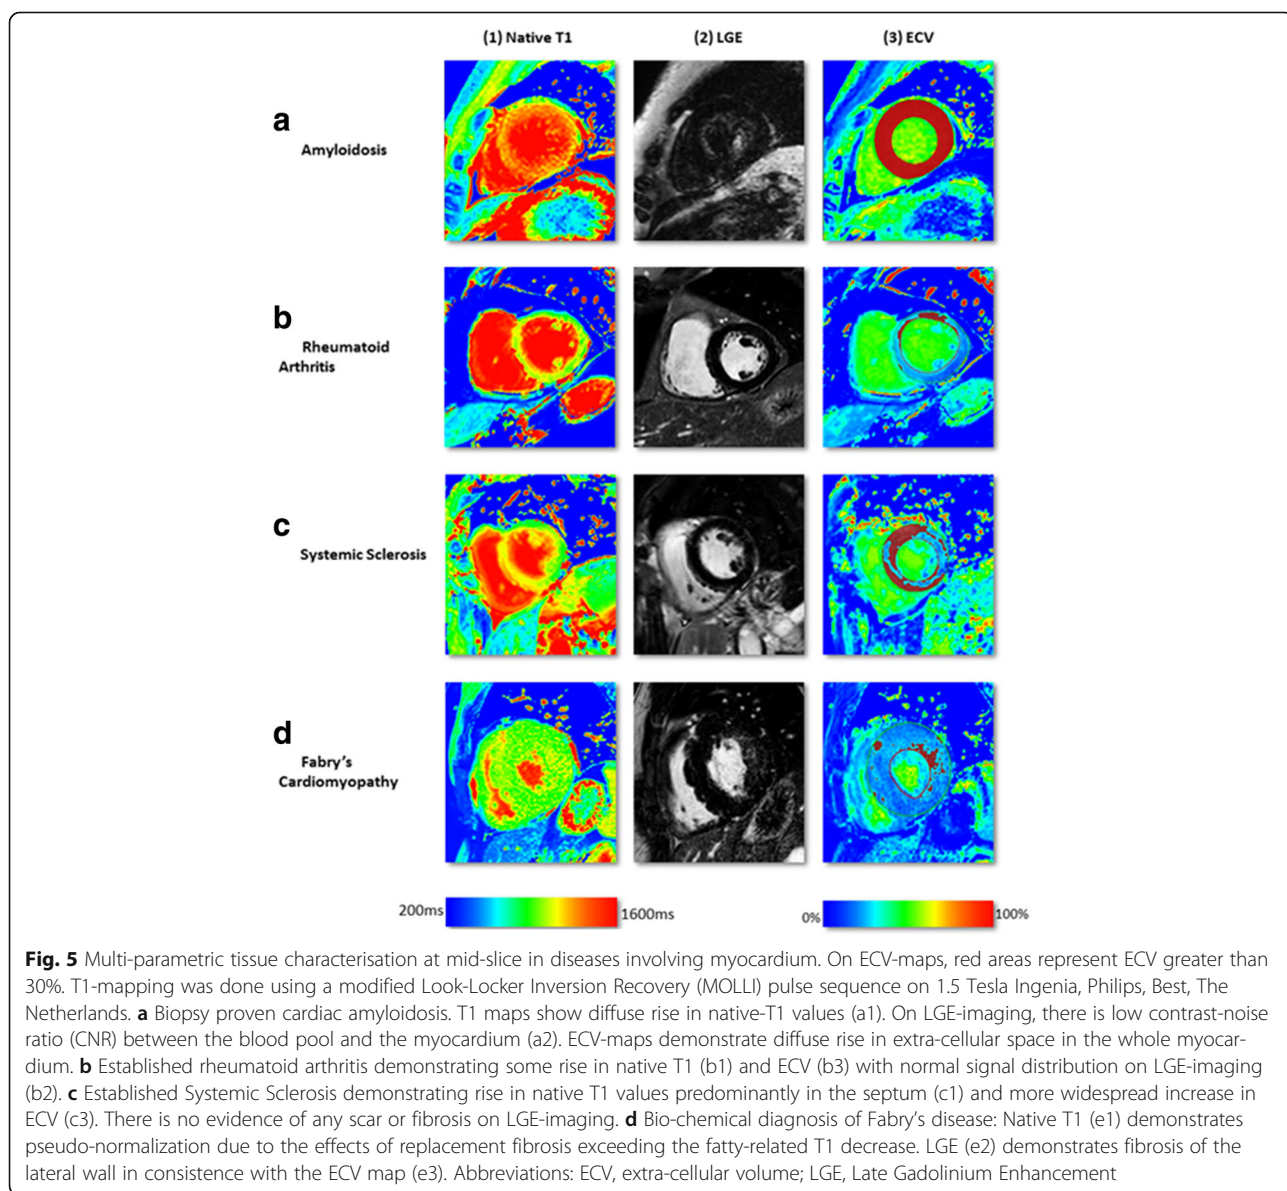 (1) Native T1 (2) LGE (3) ECV
a
Amyloidosis
b
Rheumatoid
Arthritis
c
Systemic Sclerosis
d
Fabry's
Cardiomyopathy
200ms 1600ms 0% 100%
Fig. 5 Multi-parametric tissue characterisation at mid-slice in diseases involving myocardium. On ECV-maps, red areas represent ECV greater than
30%. T1-mapping was done using a modified Look-Locker Inversion Recovery (MOLLI) pulse sequence on 1.5 Tesla Ingenia, Philips, Best, The
Netherlands. a Biopsy proven cardiac amyloidosis. T1 maps show diffuse rise in native-T1 values (a1). On LGE-imaging, there is low contrast-noise
ratio (CNR) between the blood pool and the myocardium (a2). ECV-maps demonstrate diffuse rise in extra-cellular space in the whole myocar-
dium. b Established rheumatoid arthritis demonstrating some rise in native T1 (b1) and ECV (b3) with normal signal distribution on LGE-imaging
(b2). c Established Systemic Sclerosis demonstrating rise in native T1 values predominantly in the septum (c1) and more widespread increase in
ECV (c3). There is no evidence of any scar or fibrosis on LGE-imaging. d Bio-chemical diagnosis of Fabry's disease: Native T1 (e1) demonstrates
pseudo-normalization due to the effects of replacement fibrosis exceeding the fatty-related T1 decrease. LGE (e2) demonstrates fibrosis of the
lateral wall in consistence with the ECV map (e3). Abbreviations: ECV, extra-cellular volume; LGE, Late Gadolinium Enhancement